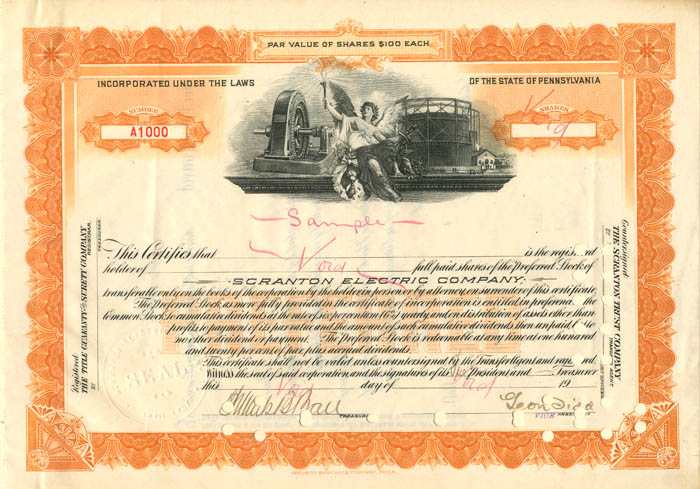 PAR VALUE OF SHARES $100 EACH
INCORPORATED UNDER THE LAWS
OF THE STATE OF PENNSYLVANIA
NUMBER
SHARES
A1000
Sample
This Certifies that is the regis ed
Void
holder of full paid shares of the Preferred Stock of
SCRANTON ELECTRIC COMPANY,
transferable only on the books of the corporation by the holder in person or by attorney on surrender of this certificate.
The Preferred Stock, as more fully provided in the certificate of incorporation is entitled in preference the
Common Stock to cumulative dividends at the rate of six per centum (6%) yearly, and on distribution of assets other than
profits to payment of its par value and the amount of such cumulative dividends then unpaid to
no other dividend or payment. The Preferred Stock is redeemable at any time at one hundred
and twenty per cent of par, plus accrued dividends.
This certificate shall not be valid unless countersigned by the Transfer Agent and reg ed
Witness the seal of said corporation and the signatures of its Vice President and Treasurer
this Void day of Void 19
TREASURER
VICE PRESIDENT
SEAL
Registered:
THE TITLE GUARANTY AND SURETY COMPANY
REGISTRAR.
BY
TREASURER.
Countersigned:
THE SCRANTON TRUST COMPANY,
TRANSFER AGENT.
BY
SECURITY BANK NOTE COMPANY, PHILA.